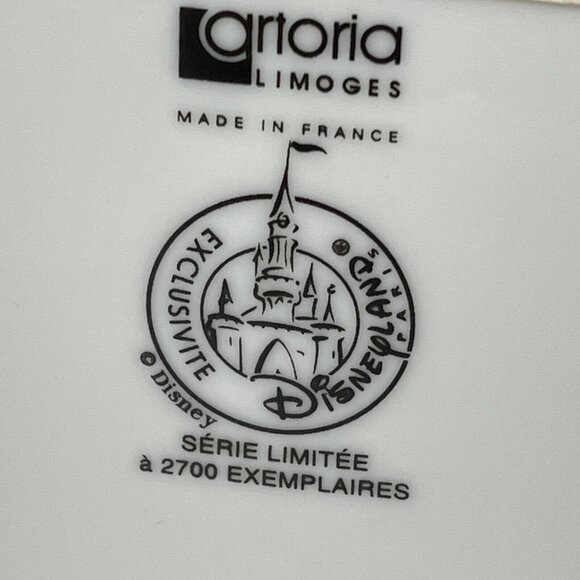 artoria
LIMOGES
MADE IN FRANCE
EXCLUSIVITE
DISNEYLAND
PARIS
© Disney
SÉRIE LIMITÉE
à 2700 EXEMPLAIRES